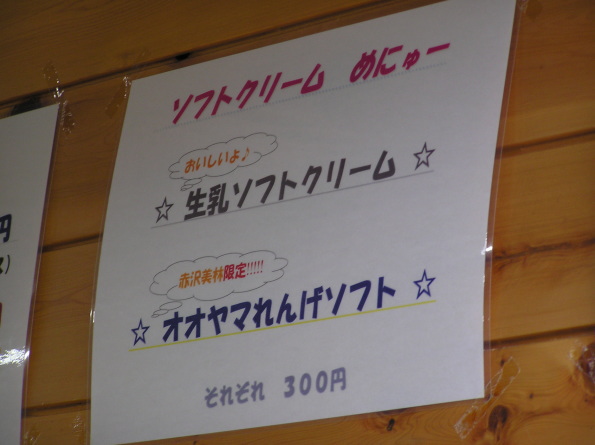 ソフトクリーム めにゅー
おいしいよ♪
☆ 生乳ソフトクリーム ☆
赤沢美林限定!!!!!
☆ オオヤマれんげソフト ☆
それぞれ 300円
円